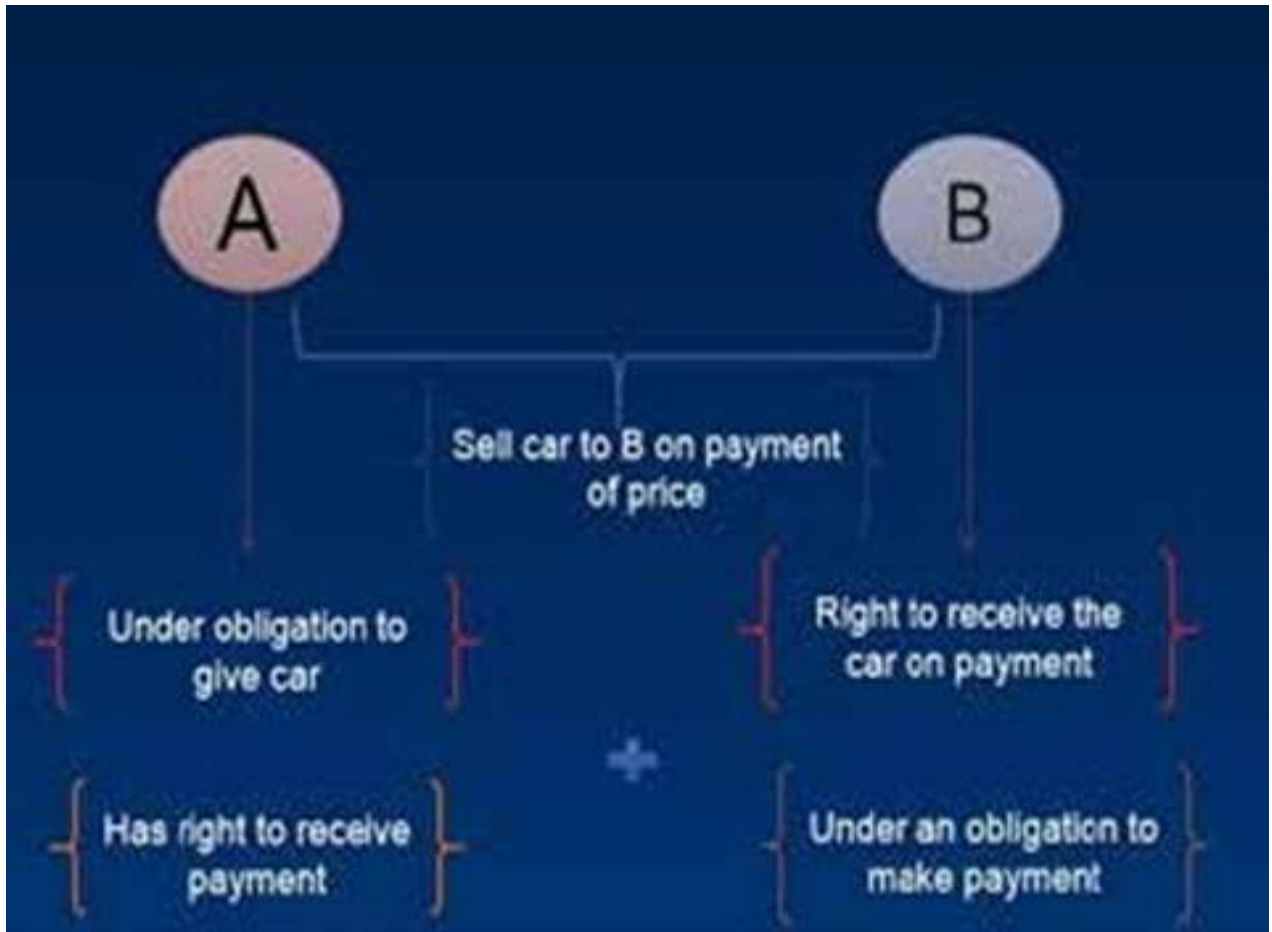 A
B
Sell car to B on payment
of price
Under obligation to
give car
Right to receive the
car on payment
Has right to receive
payment
Under an obligation to
make payment